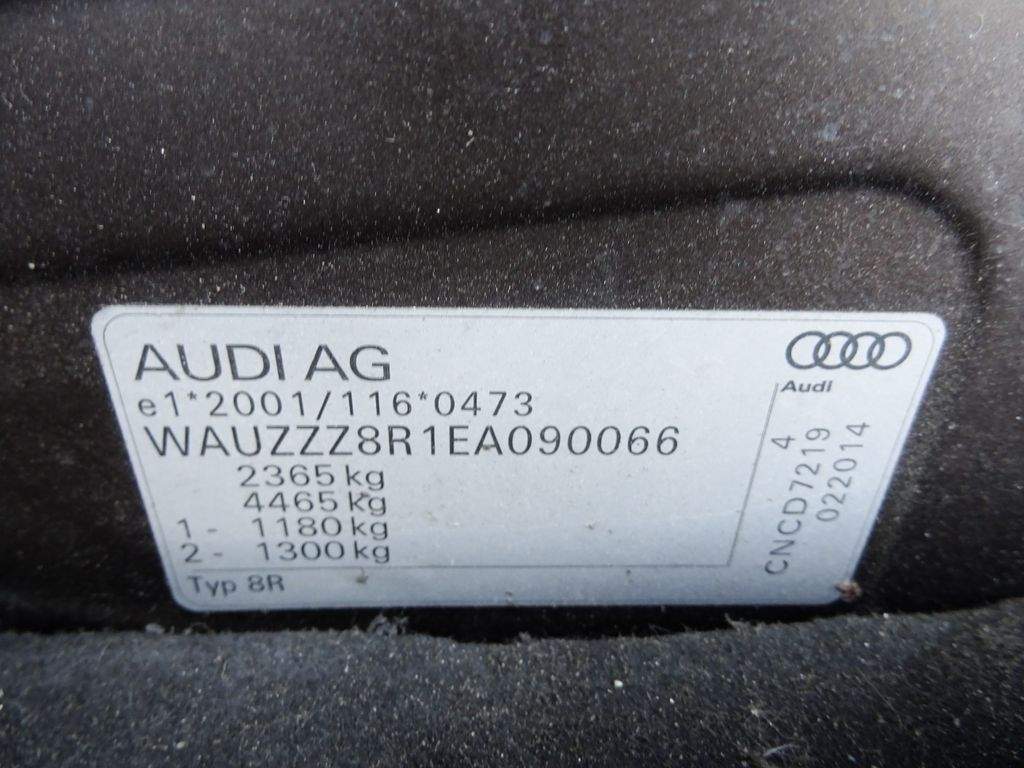 AUDI AG
e1*2001/116*0473
WAUZZZ8R1EA090066
2365 kg
4465 kg
1 - 1180 kg
2 - 1300 kg
Typ 8R
Audi
4
CNCD7219
022014